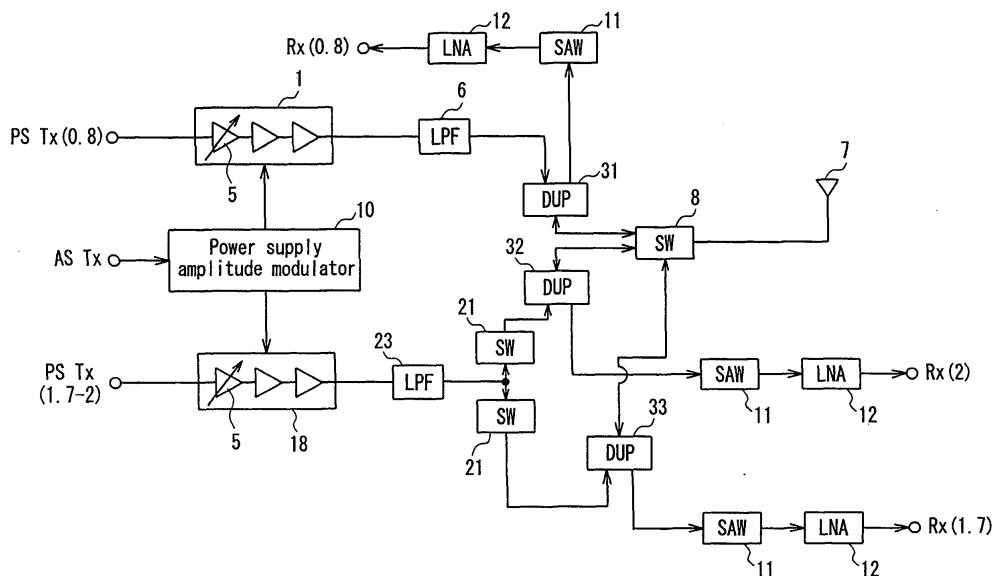 12
11
Rx(0.8)
LNA
SAW
1
6
PS Tx(0.8)
LPF
5
31
7
DUP
10
8
AS Tx
Power supply
amplitude modulator
SW
32
DUP
21
23
SW
PS Tx
(1.7-2)
LPF
SAW
LNA
Rx(2)
5
18
SW
21
11
12
33
DUP
SAW
LNA
Rx(1.7)
11
12